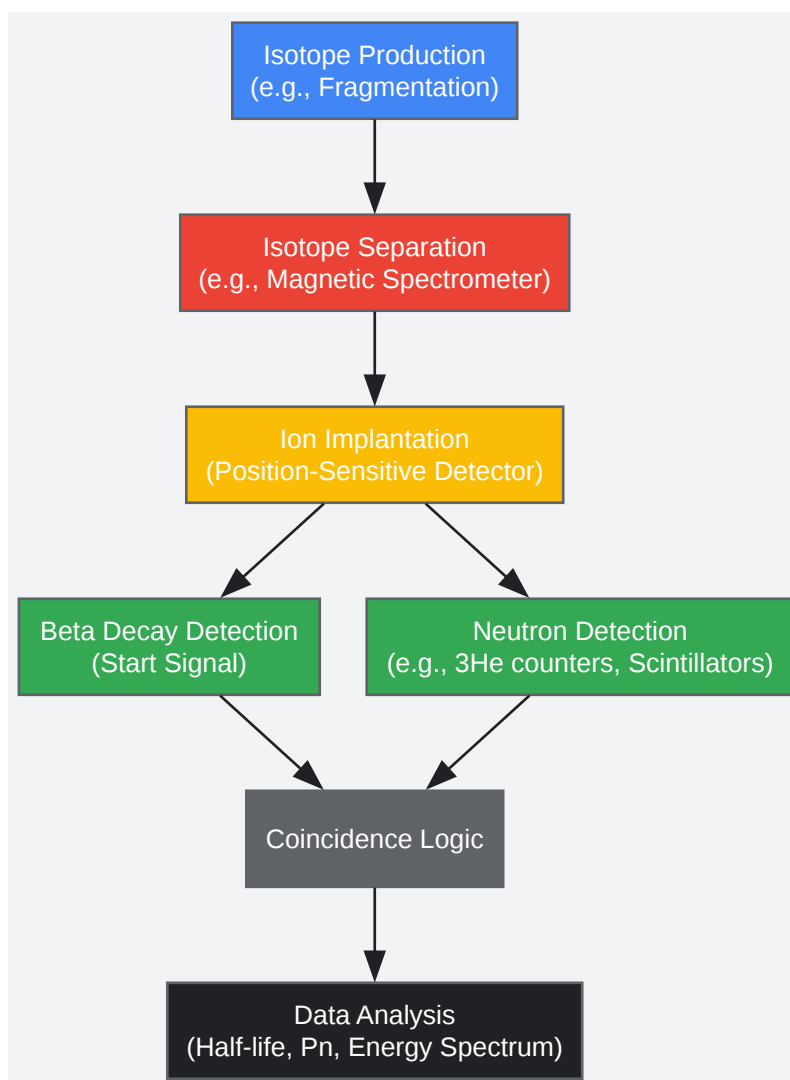 Isotope Production
(e.g., Fragmentation)
Isotope Separation
(e.g., Magnetic Spectrometer)
Ion Implantation
(Position-Sensitive Detector)
Beta Decay Detection
(Start Signal)
Neutron Detection
(e.g., 3He counters, Scintillators)
Coincidence Logic
Data Analysis
(Half-life, Pn, Energy Spectrum)